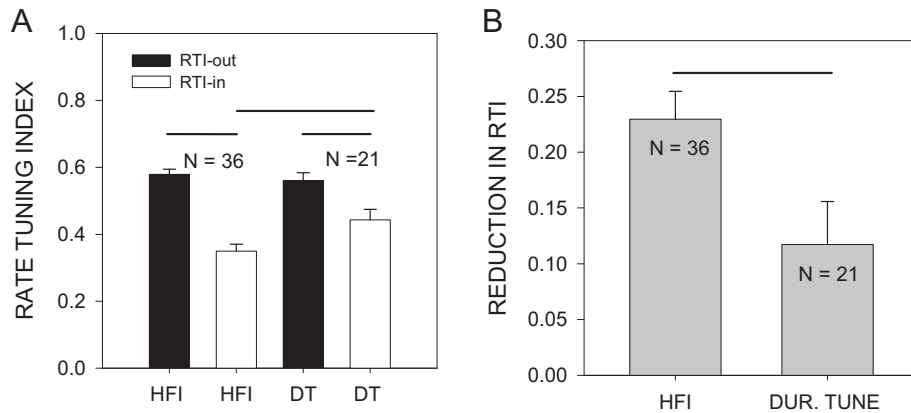 A
RATE TUNING INDEX
1.0
0.8
0.6
0.4
0.2
0.0
RTI-out
RTI-in
N = 36
N =21
HFI
HFI
DT
DT
B
REDUCTION IN RTI
0.30
0.25
0.20
0.15
0.10
0.05
0.00
N = 36
N = 21
HFI
DUR. TUNE